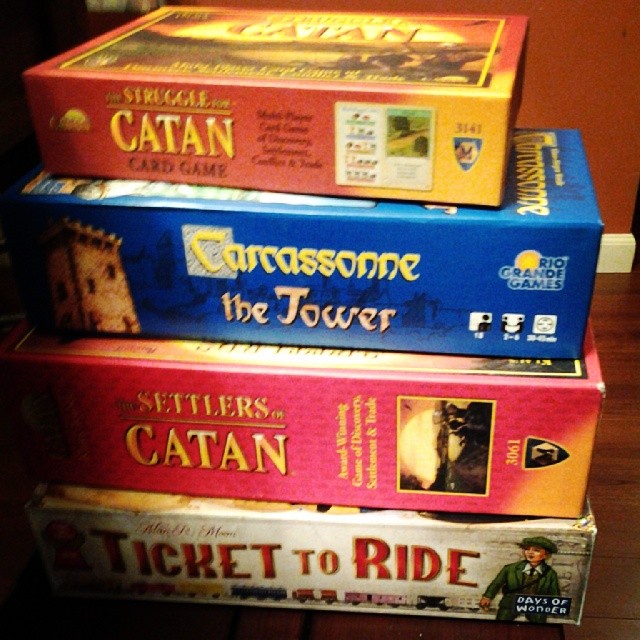 CATAN
THE STRUGGLE FOR
CATAN
CARD GAME
Multi-Player
Card Game
of Discovery,
Settlement,
Conflict & Trade
3141
Carcassonne
Carcassonne
the Tower
RIO
GRANDE
GAMES
THE SETTLERS OF
CATAN
Award-Winning
Game of Discovery,
Settlement & Trade
3061
Alan R. Moon
TICKET TO RIDE
DAYS OF
WONDER